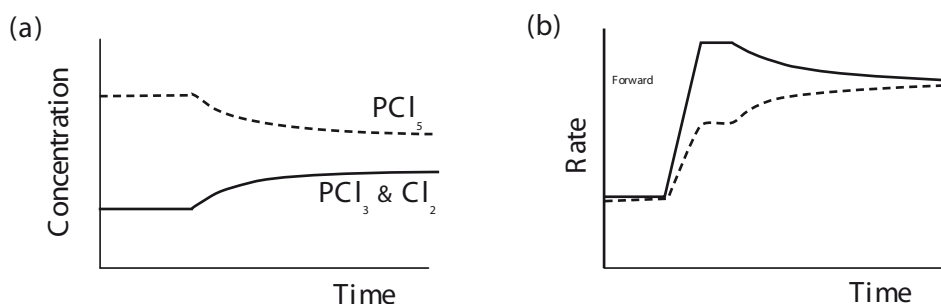 (a)
Concentration
PCl₅
PCl₃ & Cl₂
Time
(b)
Rate
Forward
Time